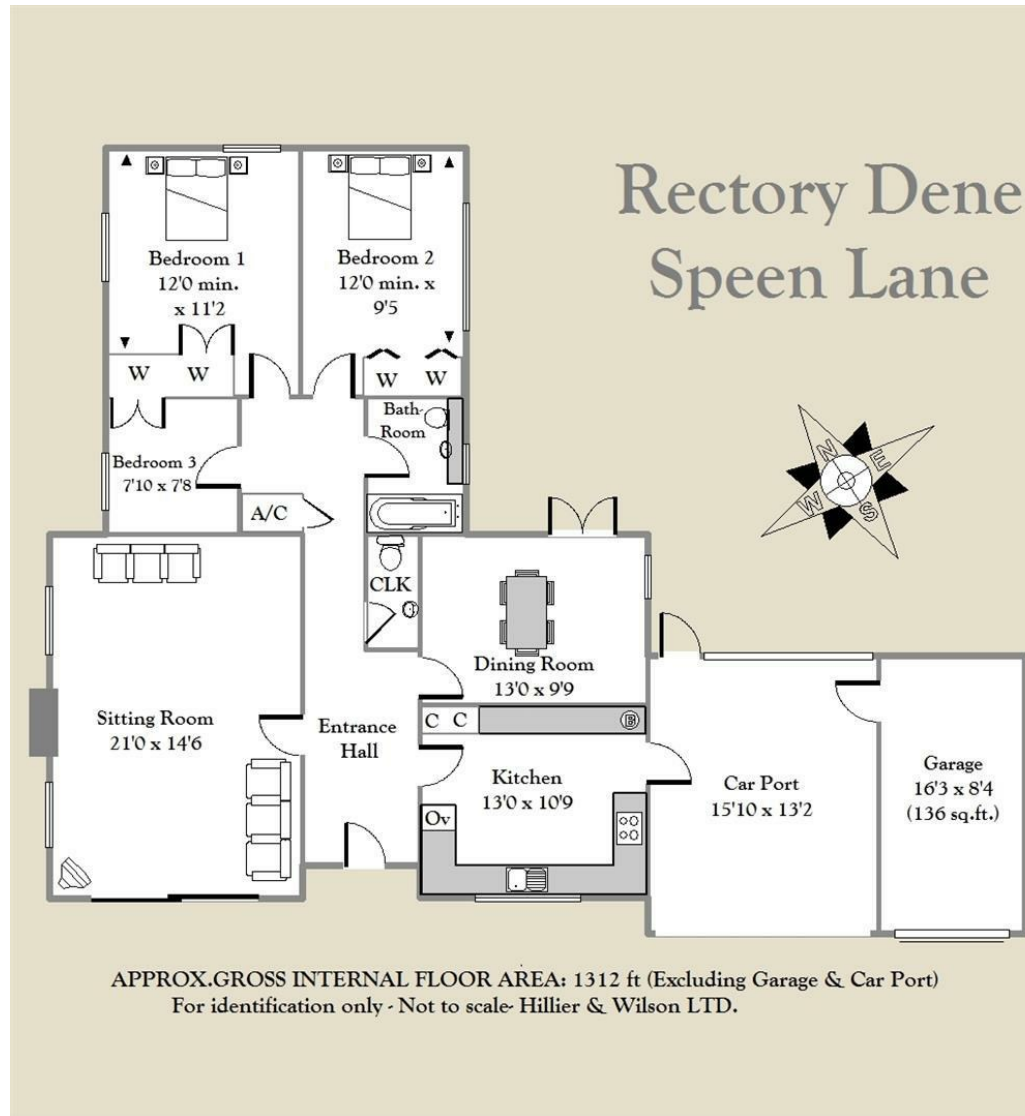 Rectory Dene
Speen Lane
Bedroom 1
12'0 min.
x 11'2
Bedroom 2
12'0 min. x
9'5
W
W
W
W
Bath
Room
Bedroom 3
7'10 x 7'8
A/C
N
E
W
S
CLK
Dining Room
13'0 x 9'9
Sitting Room
21'0 x 14'6
Entrance
Hall
C C
B
Kitchen
13'0 x 10'9
Ov
Car Port
15'10 x 13'2
Garage
16'3 x 8'4
(136 sq.ft.)
APPROX.GROSS INTERNAL FLOOR AREA: 1312 ft (Excluding Garage & Car Port)
For identification only - Not to scale- Hillier & Wilson LTD.